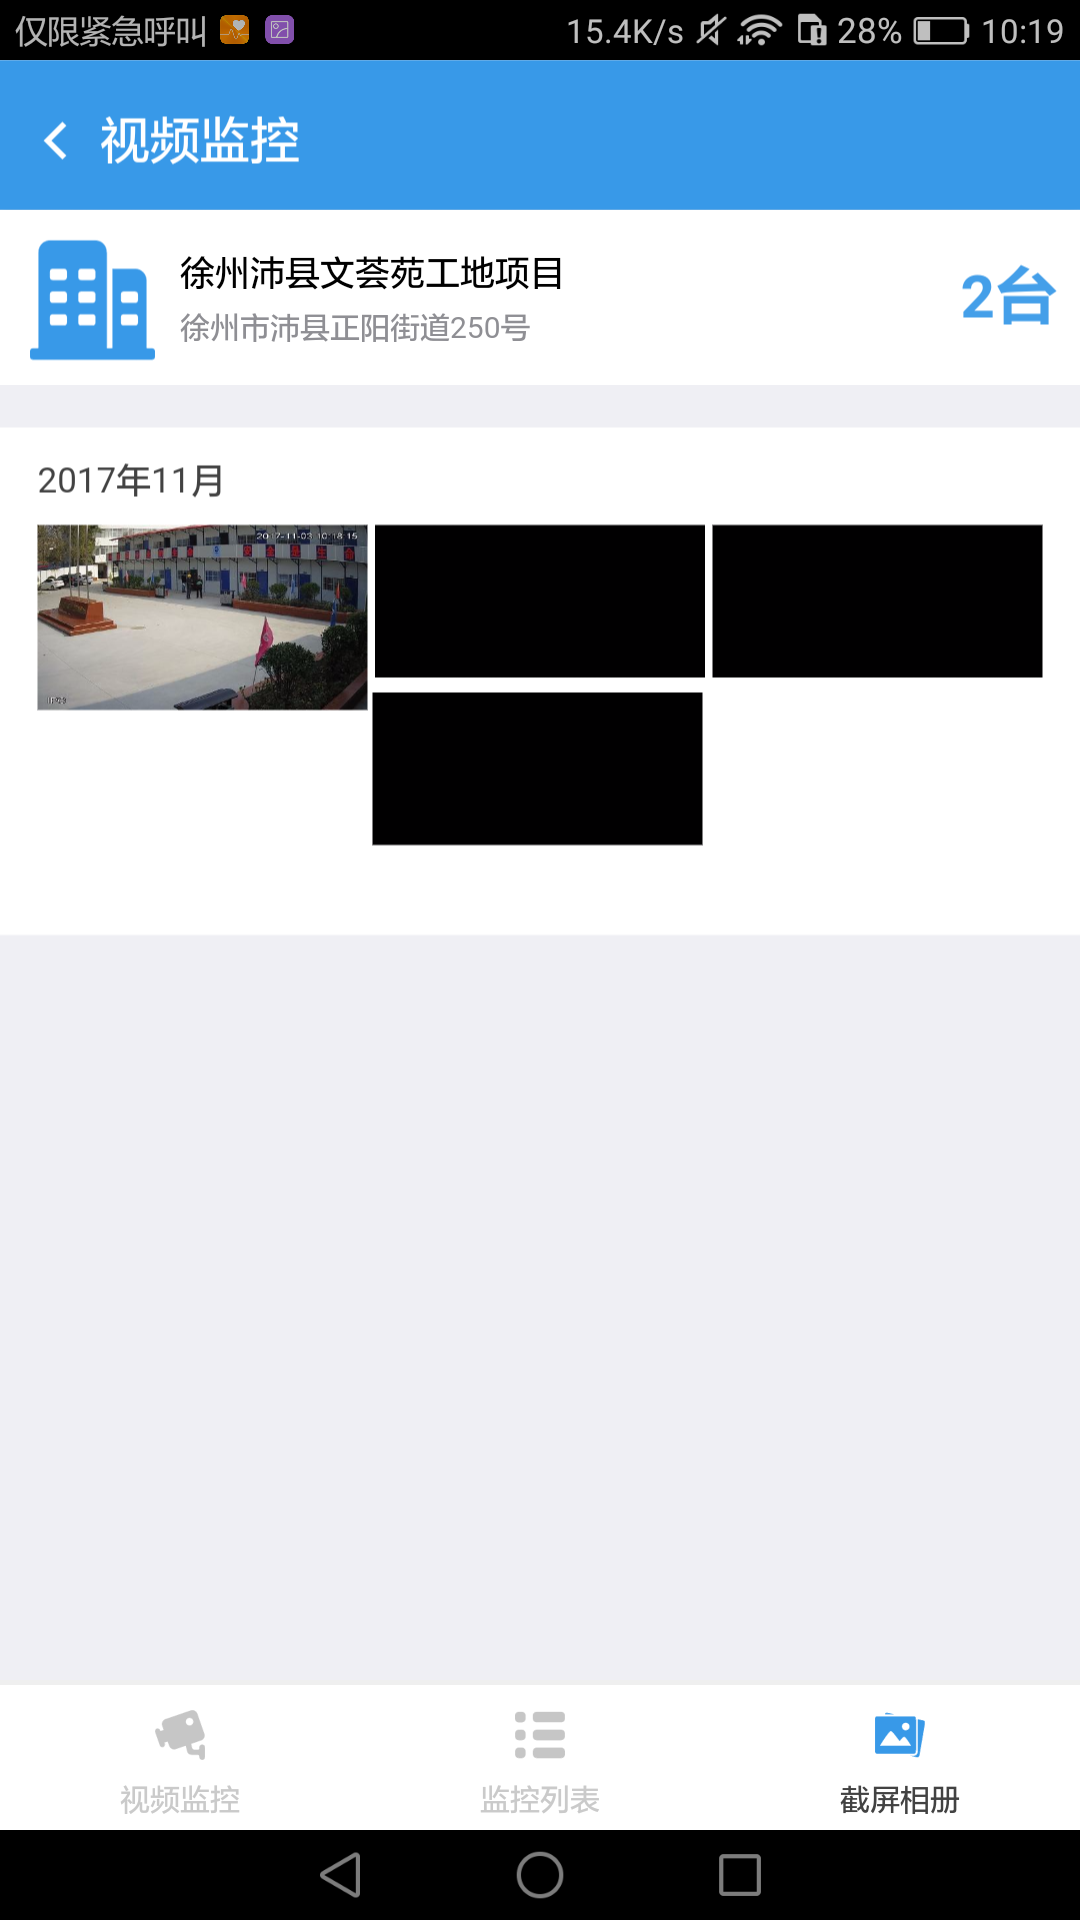 仅限紧急呼叫 15.4K/s 28% 10:19
视频监控
徐州沛县文荟苑工地项目
徐州市沛县正阳街道250号
2台
2017年11月
2017-11-03 10:18:15
视频监控 监控列表 截屏相册